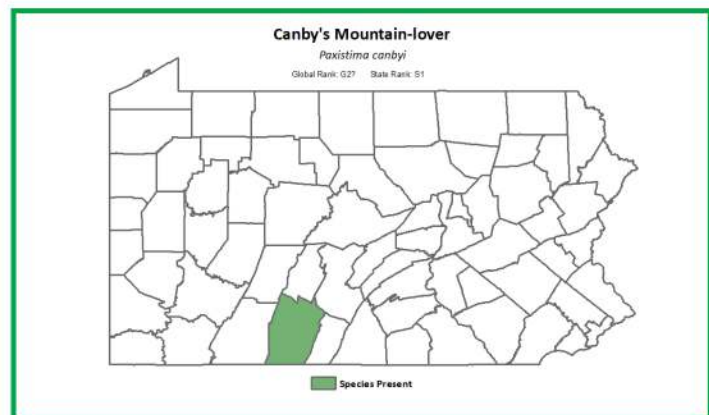 Canby's Mountain-lover
Paxistima canbyi
Global Rank: G2? State Rank: S1
Species Present